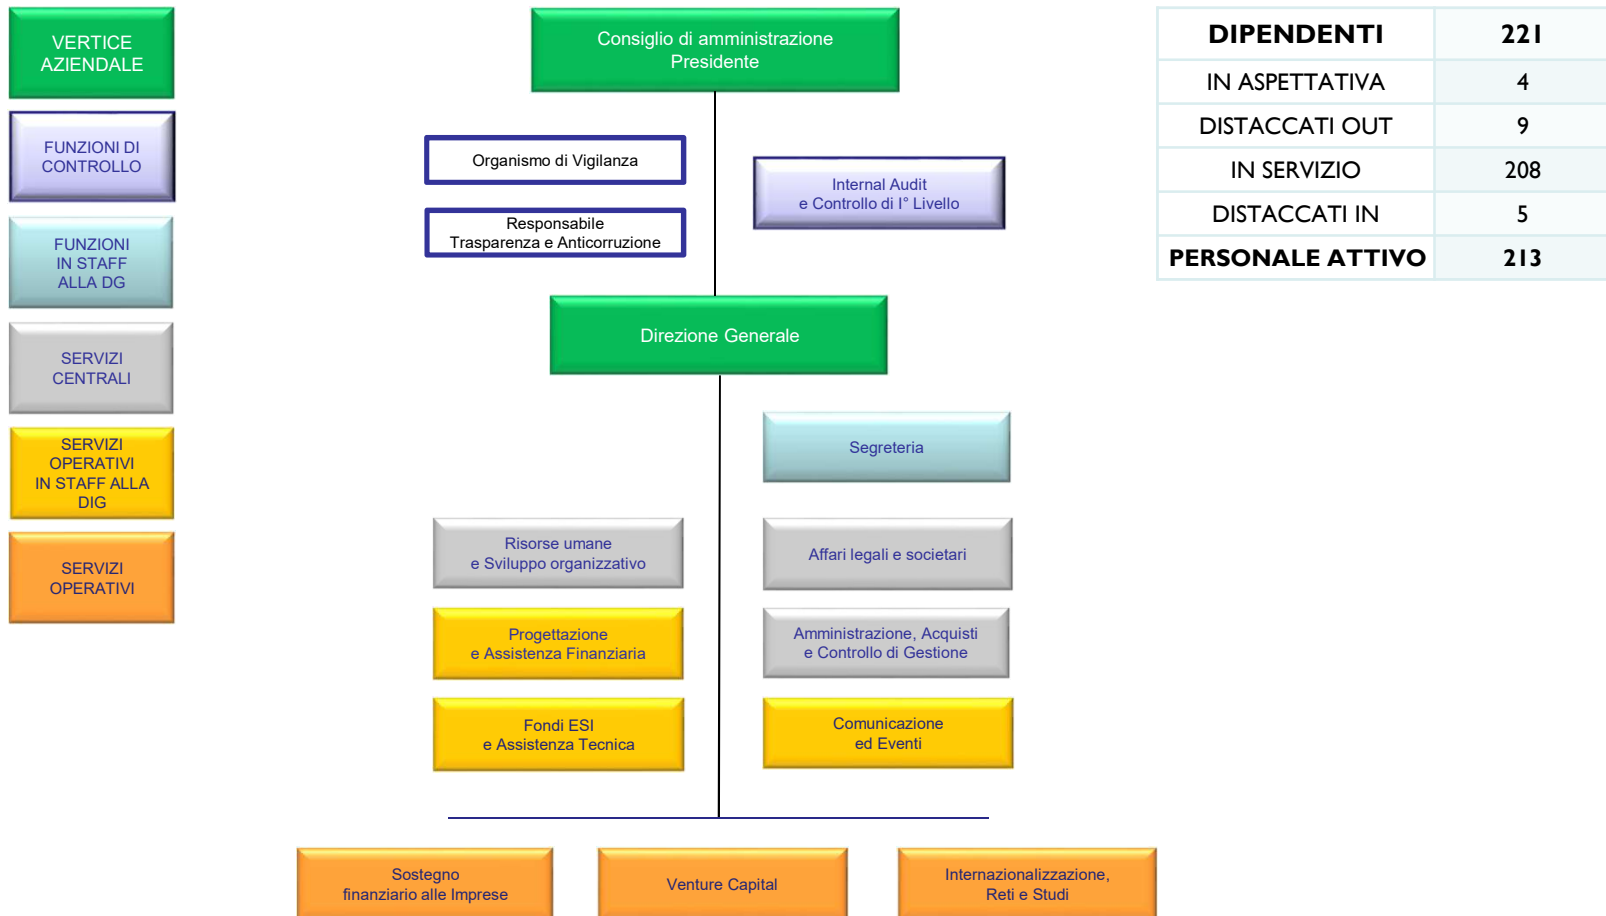 VERTICE
AZIENDALE
FUNZIONI DI
CONTROLLO
FUNZIONI
IN STAFF
ALLA DG
SERVIZI
CENTRALI
SERVIZI
OPERATIVI
IN STAFF ALLA
DIG
SERVIZI
OPERATIVI
Consiglio di amministrazione
Presidente
Organismo di Vigilanza
Internal Audit
e Controllo di I° Livello
Responsabile
Trasparenza e Anticorruzione
Direzione Generale
Segreteria
Risorse umane
e Sviluppo organizzativo
Affari legali e societari
Progettazione
e Assistenza Finanziaria
Amministrazione, Acquisti
e Controllo di Gestione
Fondi ESI
e Assistenza Tecnica
Comunicazione
ed Eventi
Sostegno
finanziario alle Imprese
Venture Capital
Internazionalizzazione,
Reti e Studi
DIPENDENTI 221
IN ASPETTATIVA 4
DISTACCATI OUT 9
IN SERVIZIO 208
DISTACCATI IN 5
PERSONALE ATTIVO 213